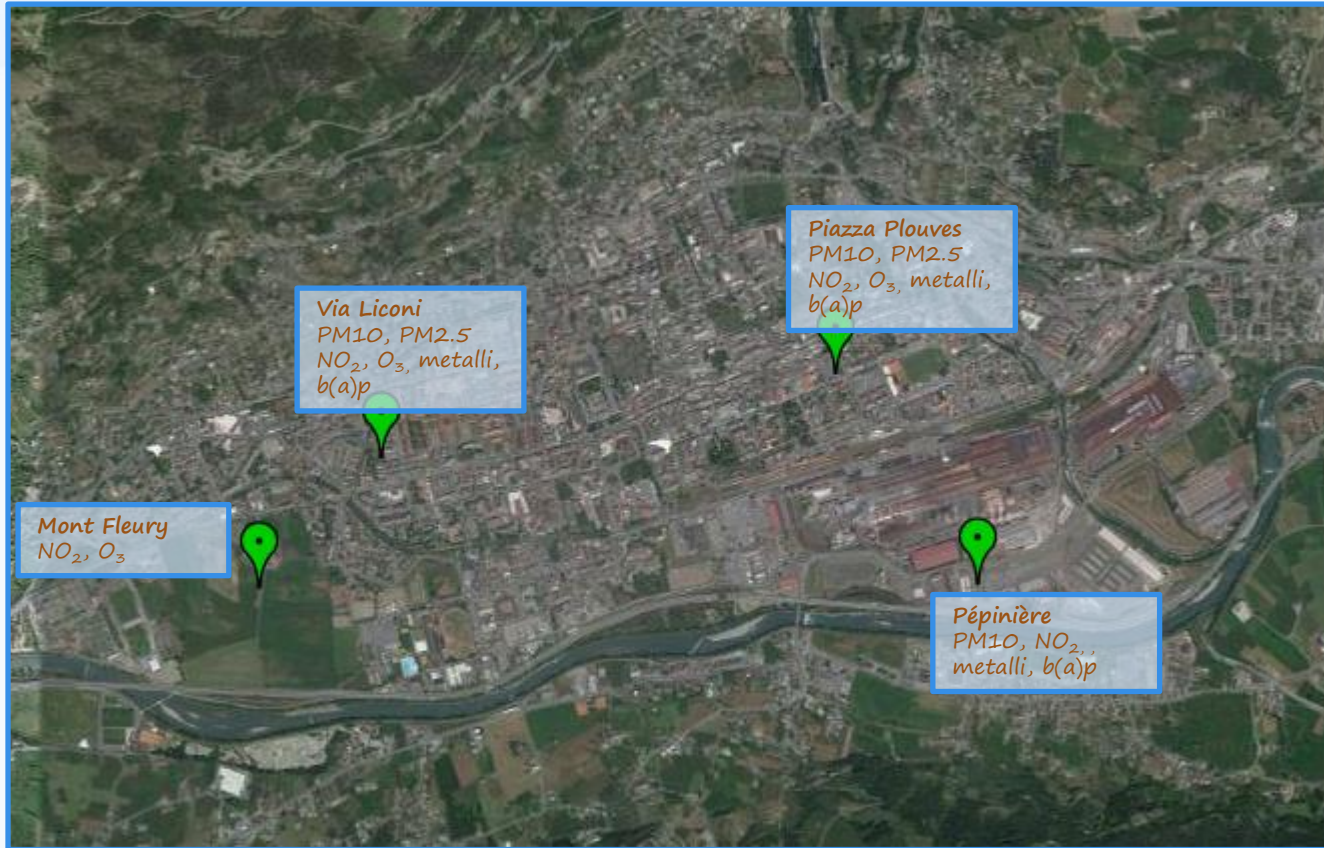 Piazza Plouves
PM10, PM2.5
NO₂, O₃, metalli,
b(a)p
Via Liconi
PM10, PM2.5
NO₂, O₃, metalli,
b(a)p
Mont Fleury
NO₂, O₃
Pépinière
PM10, NO₂, ,
metalli, b(a)p